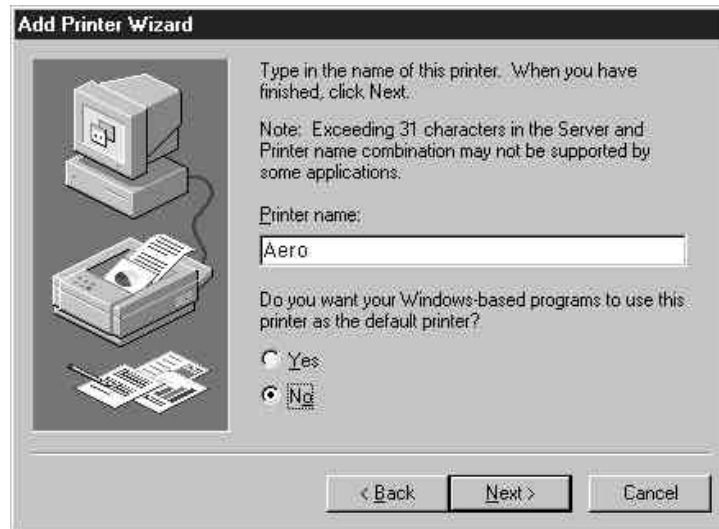 Add Printer Wizard
Type in the name of this printer.  When you have
finished, click Next.
Note:  Exceeding 31 characters in the Server and
Printer name combination may not be supported by
some applications.
Printer name:
Aero
Do you want your Windows-based programs to use this
printer as the default printer?
Yes
No
< Back
Next >
Cancel